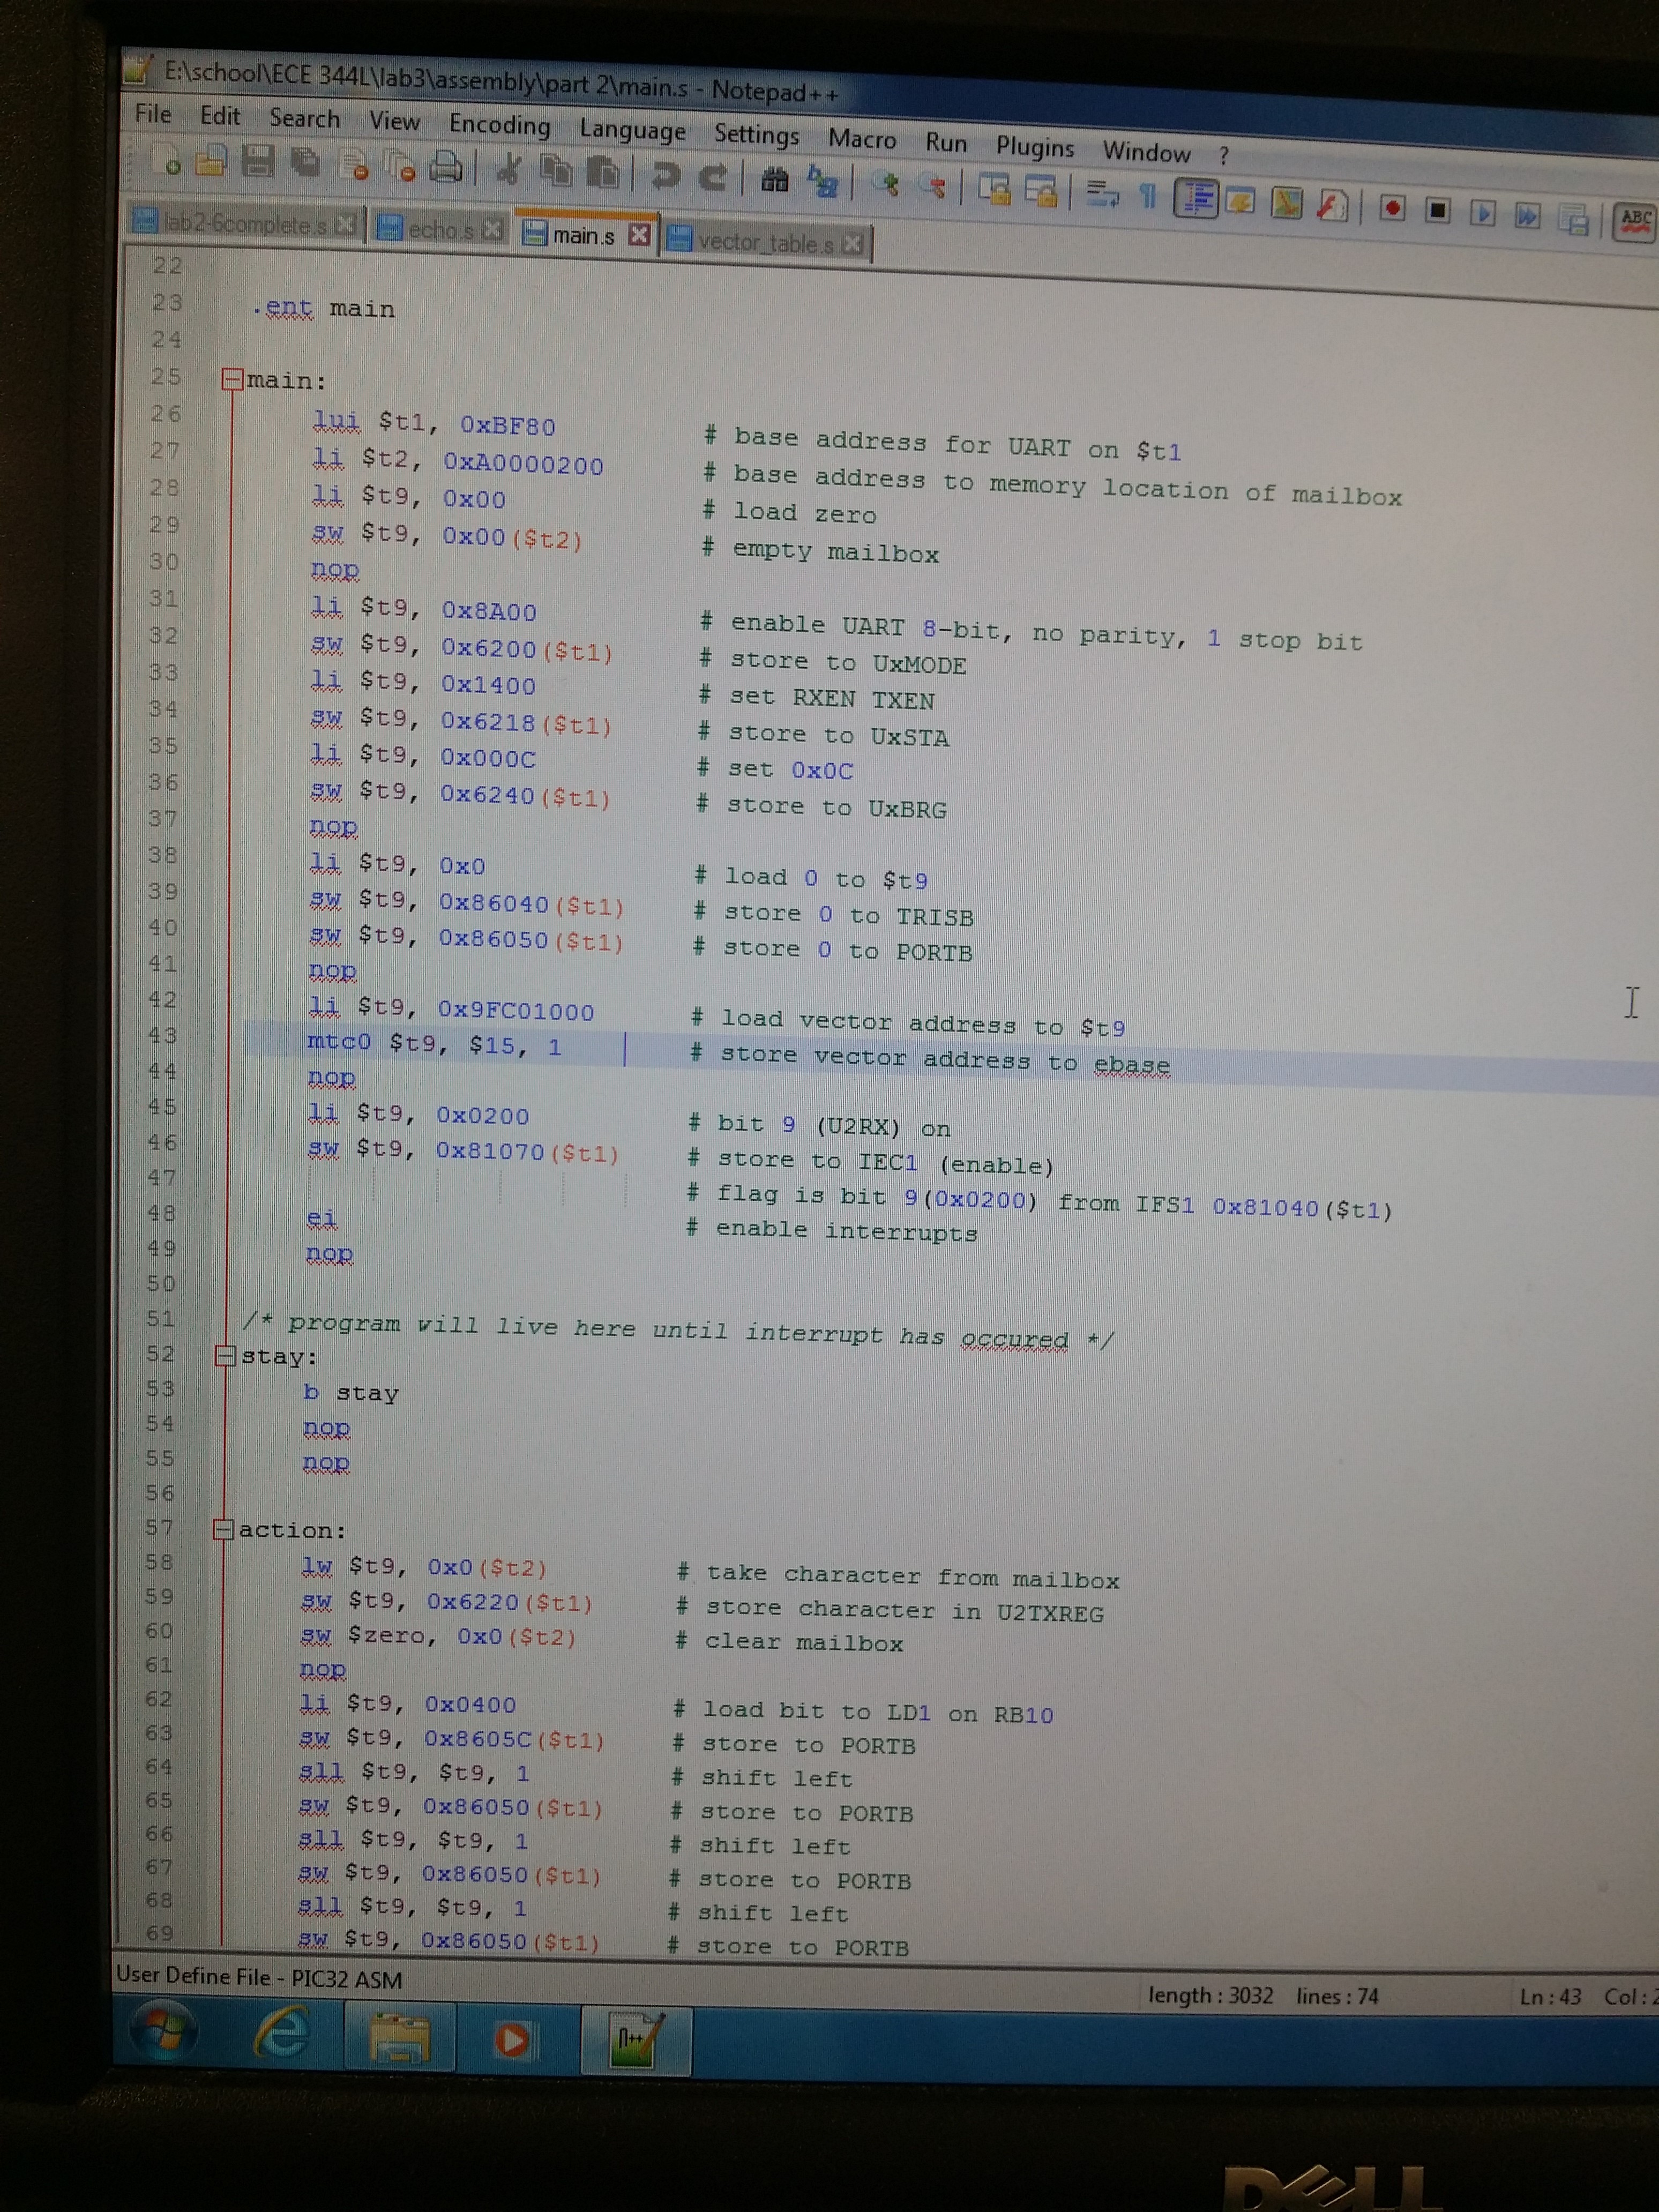 E:\school\ECE 344L\lab3\assembly\part 2\main.s - Notepad++
File Edit Search View Encoding Language Settings Macro Run Plugins Window ?
ABC
lab2-6complete.s echo.s main.s vector_table.s
22
23 .ent main
24
25 main:
26 lui $t1, 0xBF80 # base address for UART on $t1
27 li $t2, 0xA0000200 # base address to memory location of mailbox
28 li $t9, 0x00 # load zero
29 sw $t9, 0x00($t2) # empty mailbox
30 nop
31 li $t9, 0x8A00 # enable UART 8-bit, no parity, 1 stop bit
32 sw $t9, 0x6200($t1) # store to UxMODE
33 li $t9, 0x1400 # set RXEN TXEN
34 sw $t9, 0x6218($t1) # store to UxSTA
35 li $t9, 0x000C # set 0x0C
36 sw $t9, 0x6240($t1) # store to UxBRG
37 nop
38 li $t9, 0x0 # load 0 to $t9
39 sw $t9, 0x86040($t1) # store 0 to TRISB
40 sw $t9, 0x86050($t1) # store 0 to PORTB
41 nop
42 li $t9, 0x9FC01000 # load vector address to $t9
43 mtc0 $t9, $15, 1 # store vector address to ebase
44 nop
45 li $t9, 0x0200 # bit 9 (U2RX) on
46 sw $t9, 0x81070($t1) # store to IEC1 (enable)
47 # flag is bit 9(0x0200) from IFS1 0x81040($t1)
48 ei # enable interrupts
49 nop
50
51 /* program will live here until interrupt has occured */
52 stay:
53 b stay
54 nop
55 nop
56
57 action:
58 lw $t9, 0x0($t2) # take character from mailbox
59 sw $t9, 0x6220($t1) # store character in U2TXREG
60 sw $zero, 0x0($t2) # clear mailbox
61 nop
62 li $t9, 0x0400 # load bit to LD1 on RB10
63 sw $t9, 0x8605C($t1) # store to PORTB
64 sll $t9, $t9, 1 # shift left
65 sw $t9, 0x86050($t1) # store to PORTB
66 sll $t9, $t9, 1 # shift left
67 sw $t9, 0x86050($t1) # store to PORTB
68 sll $t9, $t9, 1 # shift left
69 sw $t9, 0x86050($t1) # store to PORTB
User Define File - PIC32 ASM length : 3032 lines : 74 Ln : 43 Col : 2
n++
DELL